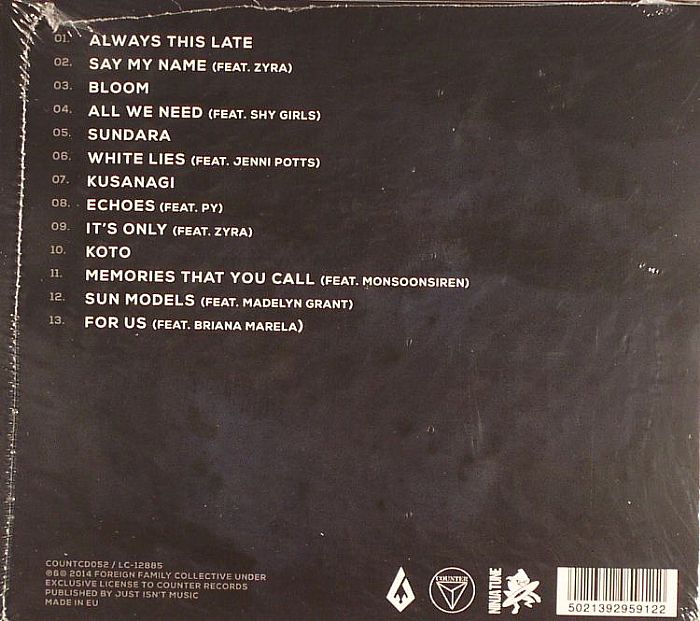 01. ALWAYS THIS LATE
02. SAY MY NAME (FEAT. ZYRA)
03. BLOOM
04. ALL WE NEED (FEAT. SHY GIRLS)
05. SUNDARA
06. WHITE LIES (FEAT. JENNI POTTS)
07. KUSANAGI
08. ECHOES (FEAT. PY)
09. IT'S ONLY (FEAT. ZYRA)
10. KOTO
11. MEMORIES THAT YOU CALL (FEAT. MONSOONSIREN)
12. SUN MODELS (FEAT. MADELYN GRANT)
13. FOR US (FEAT. BRIANA MARELA)
COUNTCD052 / LC-12885
℗&© 2014 FOREIGN FAMILY COLLECTIVE UNDER
EXCLUSIVE LICENSE TO COUNTER RECORDS
PUBLISHED BY JUST ISN'T MUSIC
MADE IN EU
COUNTER
NINJA TUNE
5021392959122